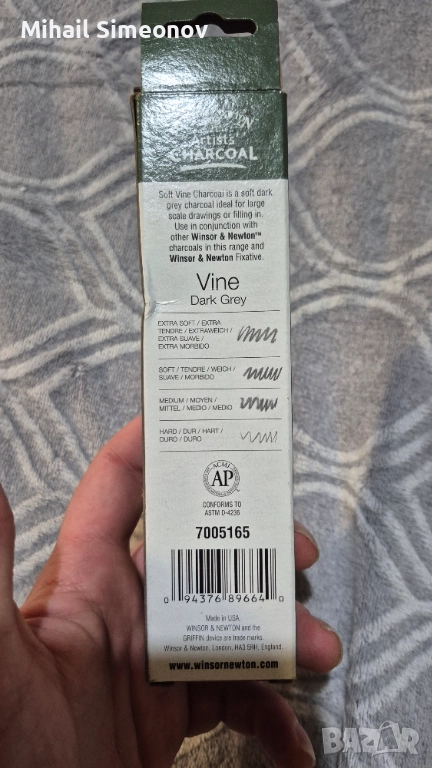 Mihail Simeonov
Artists'
CHARCOAL
Soft Vine Charcoal is a soft dark
grey charcoal ideal for large
scale drawings or filling in.
Use in conjunction with
other Winsor & Newton™
charcoals in this range and
Winsor & Newton Fixative.
Vine
Dark Grey
EXTRA SOFT / EXTRA
TENDRE / EXTRAWEICH /
EXTRA SUAVE /
EXTRA MORBIDO
SOFT / TENDRE / WEICH /
SUAVE / MORBIDO
MEDIUM / MOYEN /
MITTEL / MEDIO / MEDIO
HARD / DUR / HART /
DURO / DURO
ACMI
AP
CONFORMS TO
ASTM D-4236
7005165
0 94376 89664 0
Made in USA.
WINSOR & NEWTON and the
GRIFFIN device are trade marks.
Winsor & Newton, London, HA3 5RH, England.
www.winsornewton.com
BAZAR